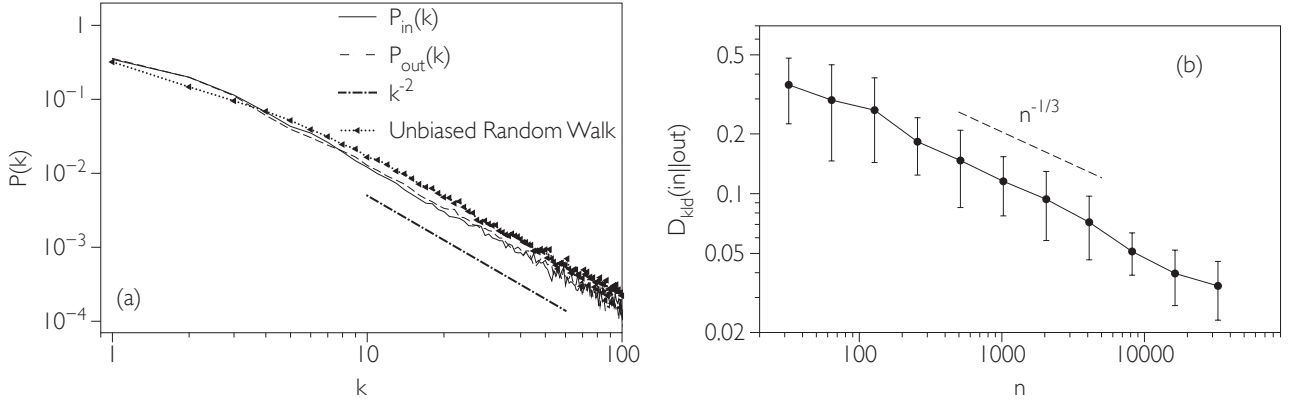 1
10^-1
10^-2
10^-3
10^-4
P(k)
P_in(k)
P_out(k)
k^-2
Unbiased Random Walk
(a)
1
10
100
k
0.5
0.2
0.1
0.05
0.02
D_kld(in||out)
(b)
n^-1/3
100
1000
10000
n